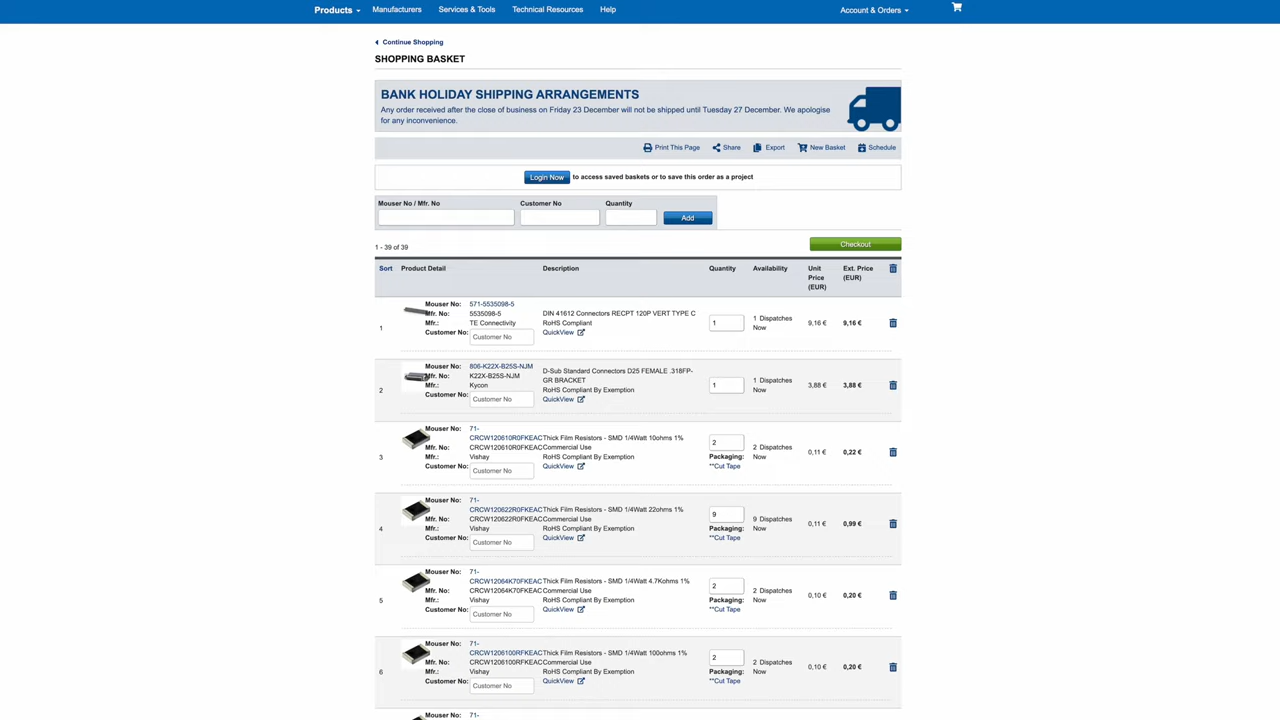 Products Manufacturers Services & Tools Technical Resources Help Account & Orders
Continue Shopping
SHOPPING BASKET
BANK HOLIDAY SHIPPING ARRANGEMENTS
Any order received after the close of business on Friday 23 December will not be shipped until Tuesday 27 December. We apologise
for any inconvenience.
Print This Page Share Export New Basket Schedule
Login Now to access saved baskets or to save this order as a project
Mouser No / Mfr. No Customer No Quantity
Add
1 - 39 of 39
Checkout
Sort Product Detail Description Quantity Availability Unit Price (EUR) Ext. Price (EUR)
1
Mouser No: 571-5535098-5
Mfr. No: 5535098-5
Mfr.: TE Connectivity
Customer No: Customer No
DIN 41612 Connectors RECPT 120P VERT TYPE C
RoHS Compliant
QuickView
1
1 Dispatches
Now
9,16 € 9,16 €
2
Mouser No: 806-K22X-B25S-NJM
Mfr. No: K22X-B25S-NJM
Mfr.: Kycon
Customer No: Customer No
D-Sub Standard Connectors D25 FEMALE .318FP-
GR BRACKET
RoHS Compliant By Exemption
QuickView
1
1 Dispatches
Now
3,88 € 3,88 €
3
Mouser No: 71-
CRCW120610R0FKEAC
Mfr. No: CRCW120610R0FKEAC
Mfr.: Vishay
Customer No: Customer No
Thick Film Resistors - SMD 1/4Watt 10ohms 1%
Commercial Use
RoHS Compliant By Exemption
QuickView
2
Packaging:
**Cut Tape
2 Dispatches
Now
0,11 € 0,22 €
4
Mouser No: 71-
CRCW120622R0FKEAC
Mfr. No: CRCW120622R0FKEAC
Mfr.: Vishay
Customer No: Customer No
Thick Film Resistors - SMD 1/4Watt 22ohms 1%
Commercial Use
RoHS Compliant By Exemption
QuickView
9
Packaging:
**Cut Tape
9 Dispatches
Now
0,11 € 0,99 €
5
Mouser No: 71-
CRCW12064K70FKEAC
Mfr. No: CRCW12064K70FKEAC
Mfr.: Vishay
Customer No: Customer No
Thick Film Resistors - SMD 1/4Watt 4.7Kohms 1%
Commercial Use
RoHS Compliant By Exemption
QuickView
2
Packaging:
**Cut Tape
2 Dispatches
Now
0,10 € 0,20 €
6
Mouser No: 71-
CRCW1206100RFKEAC
Mfr. No: CRCW1206100RFKEAC
Mfr.: Vishay
Customer No: Customer No
Thick Film Resistors - SMD 1/4Watt 100ohms 1%
Commercial Use
RoHS Compliant By Exemption
QuickView
2
Packaging:
**Cut Tape
2 Dispatches
Now
0,10 € 0,20 €
Mouser No: 71-